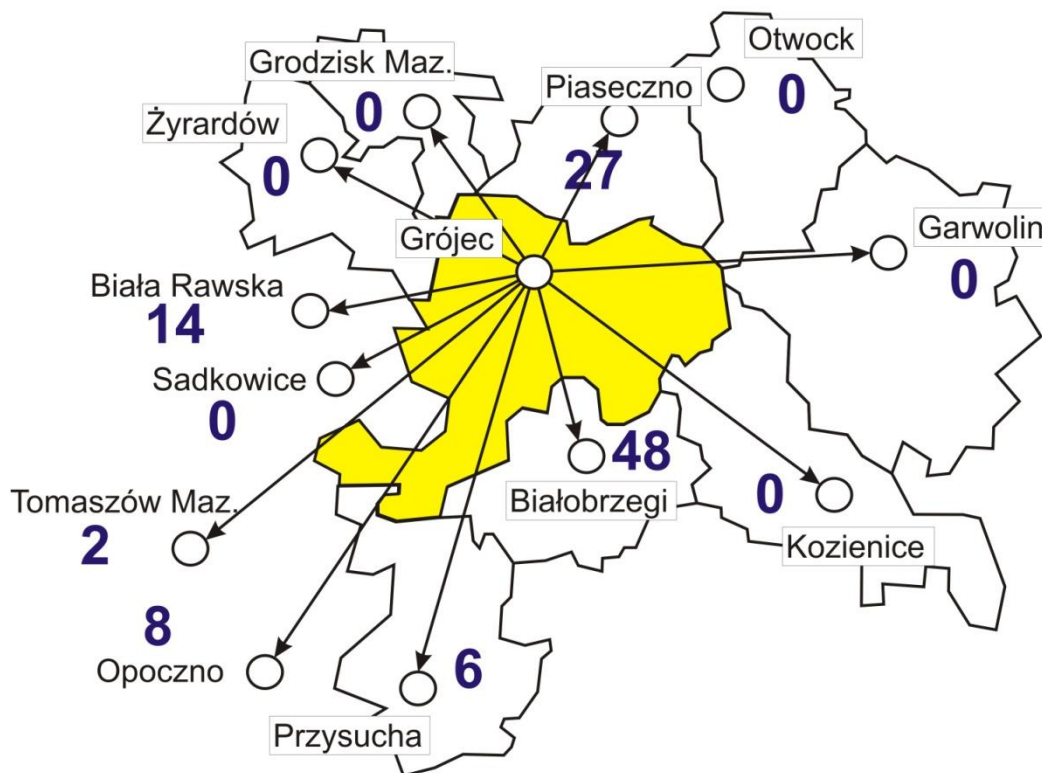 Otwock
0
Grodzisk Maz.
0
Piaseczno
27
Żyrardów
0
Grójec
Garwolin
0
Biała Rawska
14
Sadkowice
0
48
Białobrzegi
Tomaszów Maz.
2
0
Kozienice
8
Opoczno
6
Przysucha